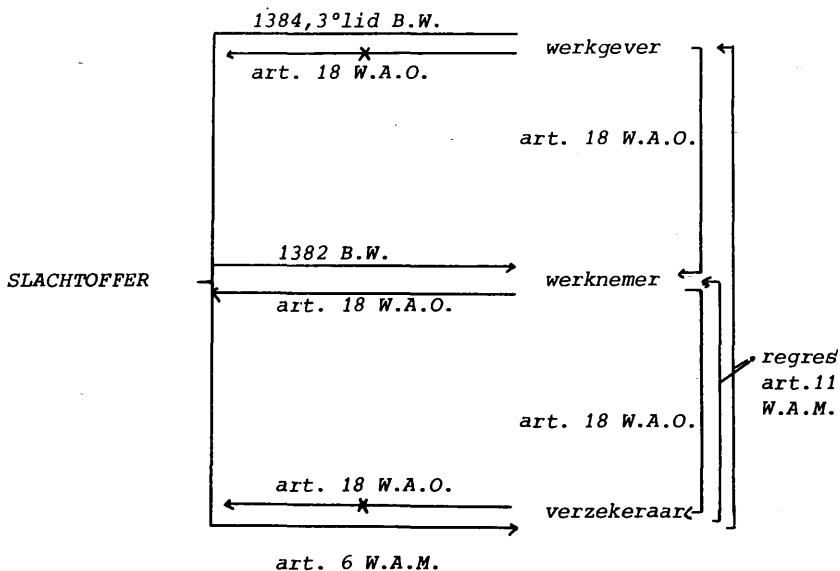 1384,3°lid B.W.
werkgever
art. 18 W.A.O.
art. 18 W.A.O.
1382 B.W.
SLACHTOFFER
werknemer
art. 18 W.A.O.
regres
art.11
W.A.M.
art. 18 W.A.O.
art. 18 W.A.O.
verzekeraar
art. 6 W.A.M.